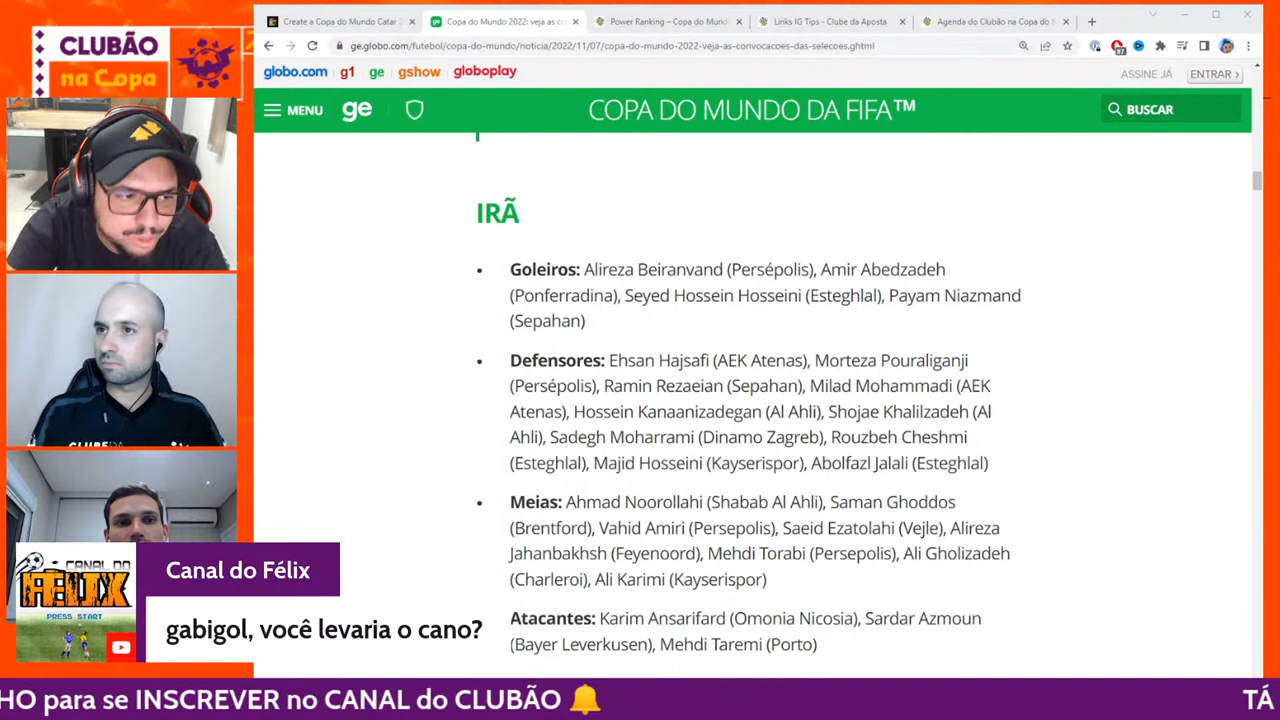 CLUBÃO
na Copa
Create a Copa do Mundo Catar 2
Copa do Mundo 2022: veja as co
Power Ranking – Copa do Mund
Links IG Tips - Clube da Aposta
Agenda do Clubão na Copa do M
ge.globo.com/futebol/copa-do-mundo/noticia/2022/11/07/copa-do-mundo-2022-veja-as-convocacoes-das-selecoes.ghtml
globo.com g1 ge gshow globoplay
ASSINE JÁ ENTRAR ›
MENU ge COPA DO MUNDO DA FIFA™ BUSCAR
IRÃ
• Goleiros: Alireza Beiranvand (Persépolis), Amir Abedzadeh
(Ponferradina), Seyed Hossein Hosseini (Esteghlal), Payam Niazmand
(Sepahan)
• Defensores: Ehsan Hajsafi (AEK Atenas), Morteza Pouraliganji
(Persépolis), Ramin Rezaeian (Sepahan), Milad Mohammadi (AEK
Atenas), Hossein Kanaanizadegan (Al Ahli), Shojae Khalilzadeh (Al
Ahli), Sadegh Moharrami (Dinamo Zagreb), Rouzbeh Cheshmi
(Esteghlal), Majid Hosseini (Kayserispor), Abolfazl Jalali (Esteghlal)
• Meias: Ahmad Noorollahi (Shabab Al Ahli), Saman Ghoddos
(Brentford), Vahid Amiri (Persepolis), Saeid Ezatolahi (Vejle), Alireza
Jahanbakhsh (Feyenoord), Mehdi Torabi (Persepolis), Ali Gholizadeh
(Charleroi), Ali Karimi (Kayserispor)
Atacantes: Karim Ansarifard (Omonia Nicosia), Sardar Azmoun
(Bayer Leverkusen), Mehdi Taremi (Porto)
CANAL DO
FÉLIX
PRESS START
Canal do Félix
gabigol, você levaria o cano?
HO para se INSCREVER no CANAL do CLUBÃO 🔔 TÁ